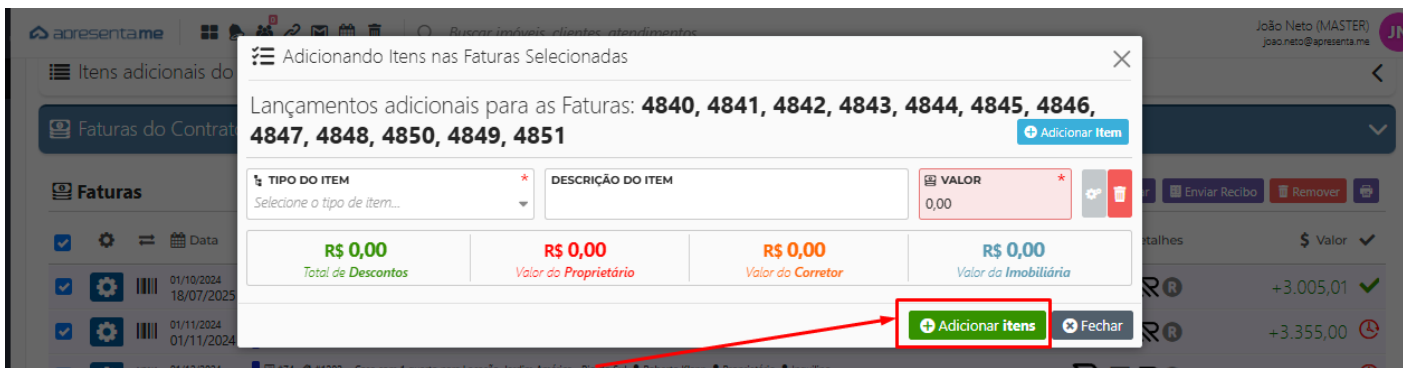 apresentame
0
Buscar imóveis, clientes, atendimentos
João Neto (MASTER)
joao.neto@apresenta.me
JN
Itens adicionais do
Adicionando Itens nas Faturas Selecionadas
Lançamentos adicionais para as Faturas: 4840, 4841, 4842, 4843, 4844, 4845, 4846,
4847, 4848, 4850, 4849, 4851
Adicionar Item
Faturas do Contrato
TIPO DO ITEM *
Selecione o tipo de item...
DESCRIÇÃO DO ITEM
VALOR *
0,00
Faturas
Enviar Recibo
Remover
Data
etalhes
$ Valor
R$ 0,00
Total de Descontos
R$ 0,00
Valor do Proprietário
R$ 0,00
Valor do Corretor
R$ 0,00
Valor da Imobiliária
01/10/2024
18/07/2025
R
+3.005,01
Adicionar itens
Fechar
01/11/2024
01/11/2024
R
+3.355,00